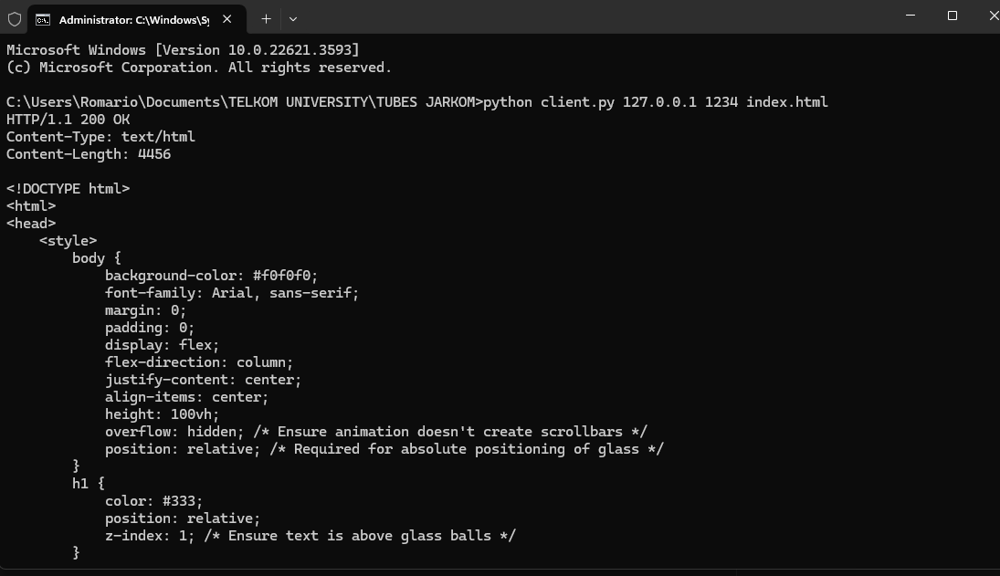 Administrator: C:\Windows\Sy
Microsoft Windows [Version 10.0.22621.3593]
(c) Microsoft Corporation. All rights reserved.
C:\Users\Romario\Documents\TELKOM UNIVERSITY\TUBES JARKOM>python client.py 127.0.0.1 1234 index.html
HTTP/1.1 200 OK
Content-Type: text/html
Content-Length: 4456
<!DOCTYPE html>
<html>
<head>
    <style>
        body {
            background-color: #f0f0f0;
            font-family: Arial, sans-serif;
            margin: 0;
            padding: 0;
            display: flex;
            flex-direction: column;
            justify-content: center;
            align-items: center;
            height: 100vh;
            overflow: hidden; /* Ensure animation doesn't create scrollbars */
            position: relative; /* Required for absolute positioning of glass */
        }
        h1 {
            color: #333;
            position: relative;
            z-index: 1; /* Ensure text is above glass balls */
        }